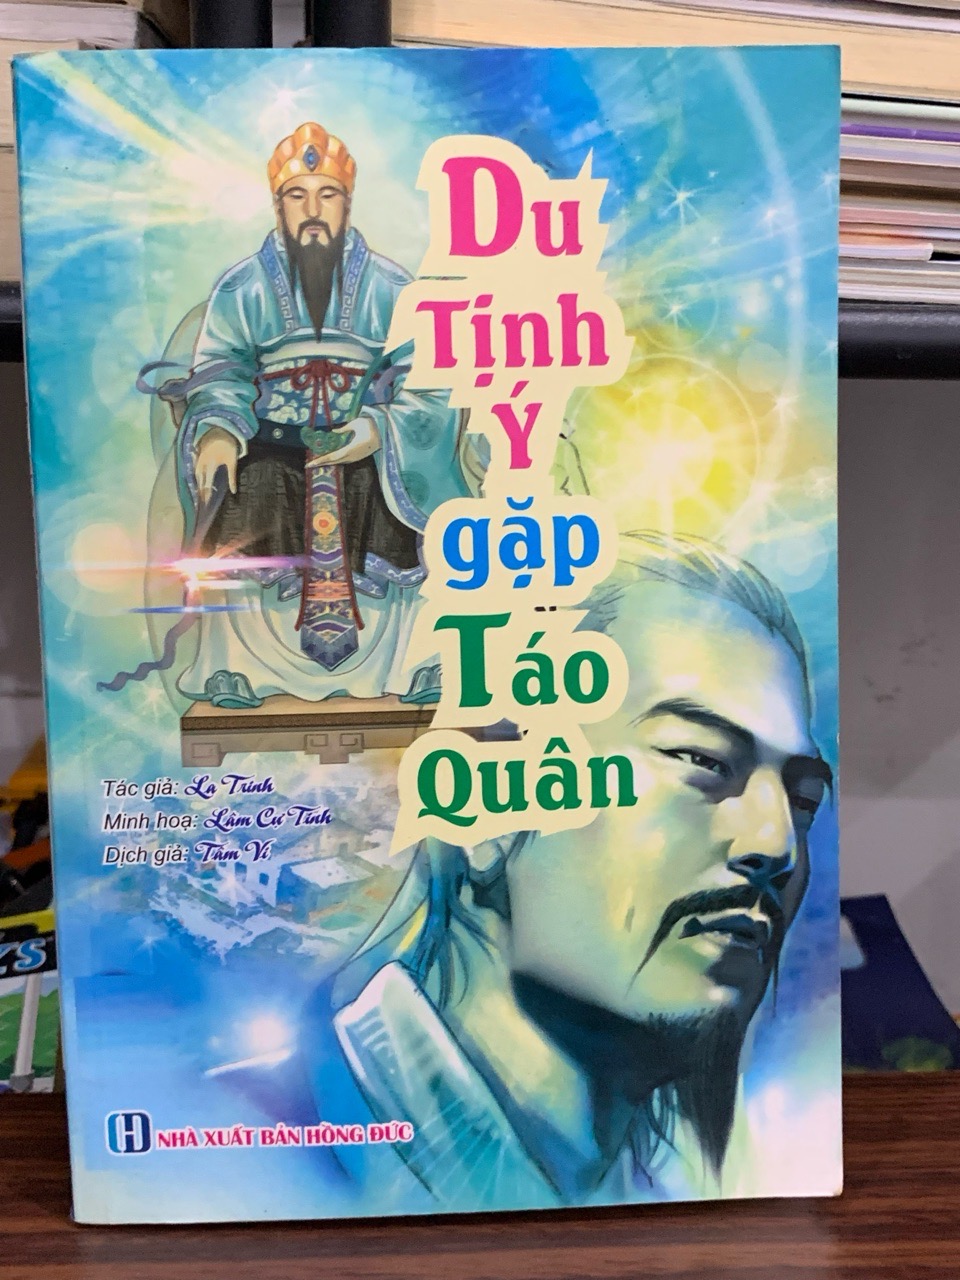 Du
Tịnh
Ý
gặp
Táo
Quân
Tác giả: La Trinh
Minh hoạ: Lâm Cự Tinh
Dịch giả: Tâm Vi
NHÀ XUẤT BẢN HỒNG ĐỨC